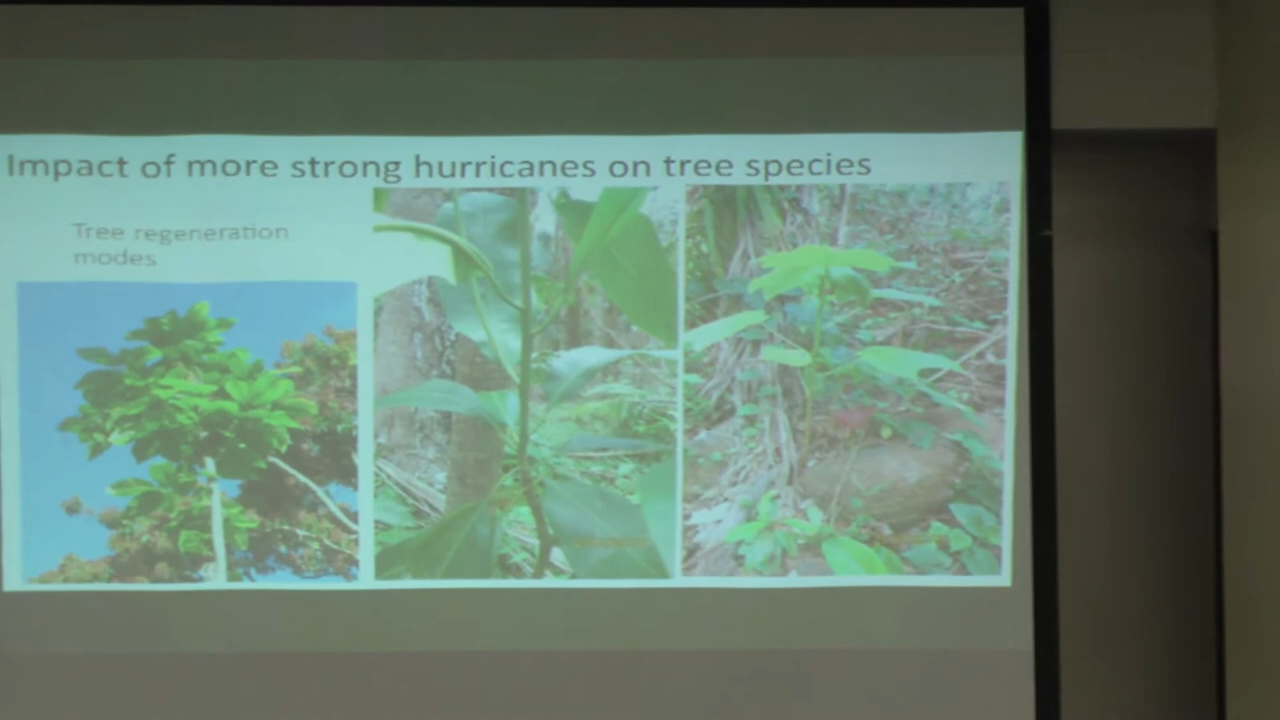 Impact of more strong hurricanes on tree species
Tree regeneration
modes